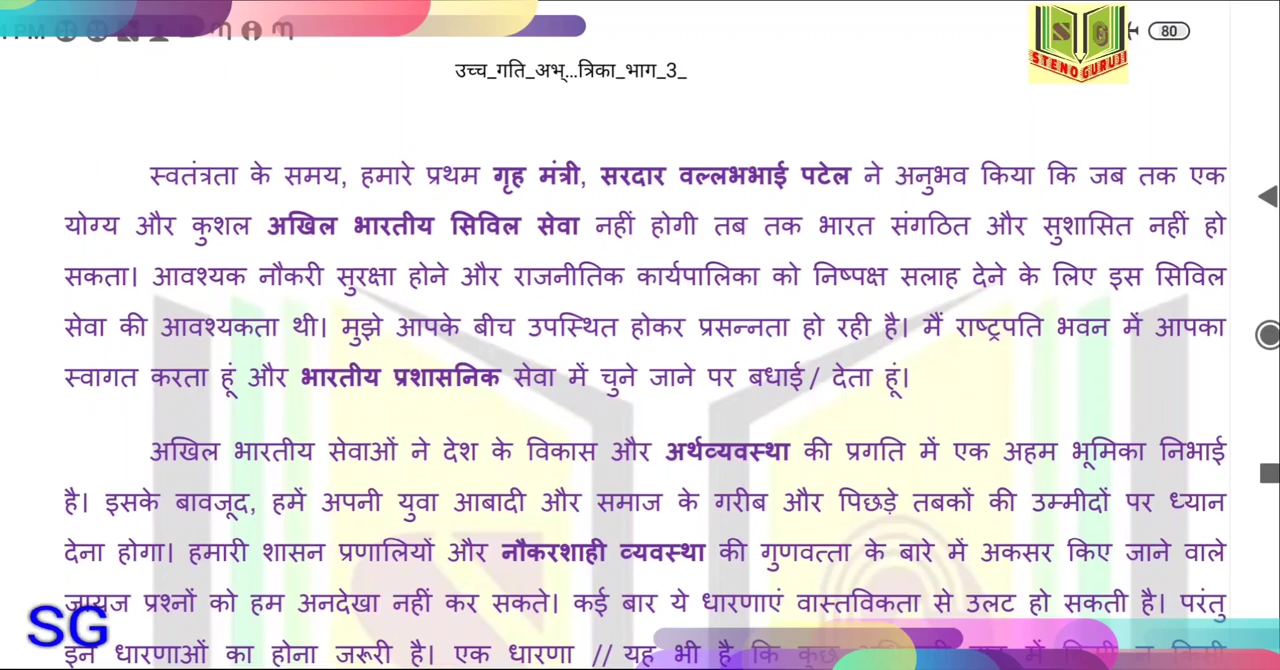 80
STENO GURUJI
उच्च_गति_अभ्...त्रिका_भाग_3_
स्वतंत्रता के समय, हमारे प्रथम गृह मंत्री, सरदार वल्लभभाई पटेल ने अनुभव किया कि जब तक एक
योग्य और कुशल अखिल भारतीय सिविल सेवा नहीं होगी तब तक भारत संगठित और सुशासित नहीं हो
सकता। आवश्यक नौकरी सुरक्षा होने और राजनीतिक कार्यपालिका को निष्पक्ष सलाह देने के लिए इस सिविल
सेवा की आवश्यकता थी। मुझे आपके बीच उपस्थित होकर प्रसन्नता हो रही है। मैं राष्ट्रपति भवन में आपका
स्वागत करता हूं और भारतीय प्रशासनिक सेवा में चुने जाने पर बधाई / देता हूं।
अखिल भारतीय सेवाओं ने देश के विकास और अर्थव्यवस्था की प्रगति में एक अहम भूमिका निभाई
है। इसके बावजूद, हमें अपनी युवा आबादी और समाज के गरीब और पिछड़े तबकों की उम्मीदों पर ध्यान
देना होगा। हमारी शासन प्रणालियों और नौकरशाही व्यवस्था की गुणवत्ता के बारे में अकसर किए जाने वाले
जायज प्रश्नों को हम अनदेखा नहीं कर सकते। कई बार ये धारणाएं वास्तविकता से उलट हो सकती है। परंतु
इन धारणाओं का होना जरूरी है। एक धारणा // यह भी है कि कुछ
SG